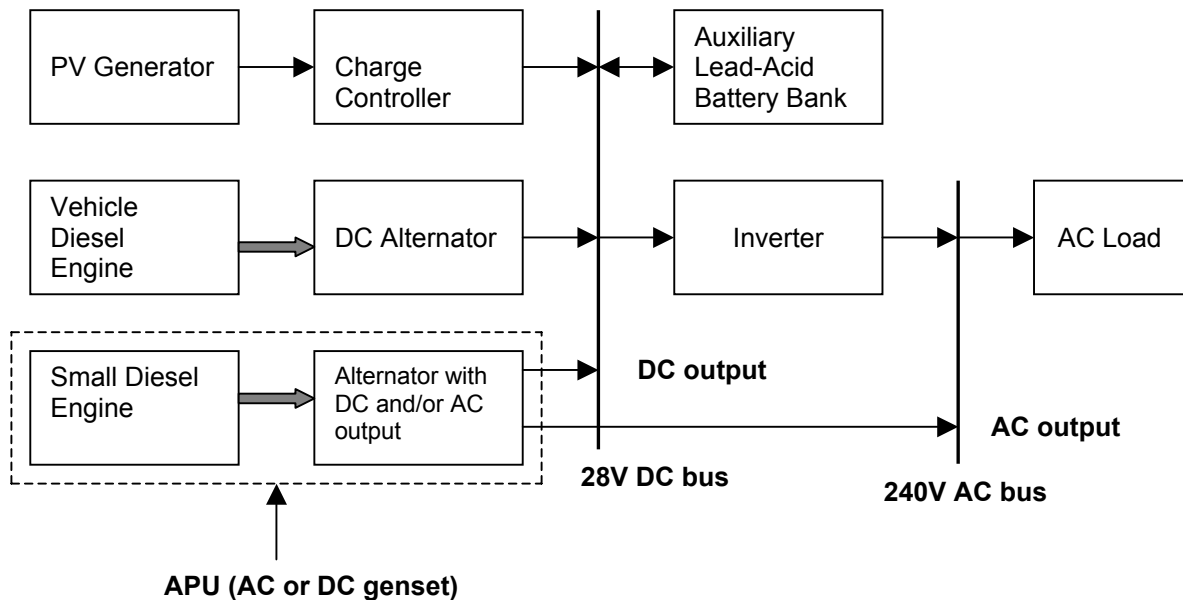 PV Generator
Charge
Controller
Auxiliary
Lead-Acid
Battery Bank
Vehicle
Diesel
Engine
DC Alternator
Inverter
AC Load
Small Diesel
Engine
Alternator with
DC and/or AC
output
DC output
AC output
28V DC bus
240V AC bus
APU (AC or DC genset)